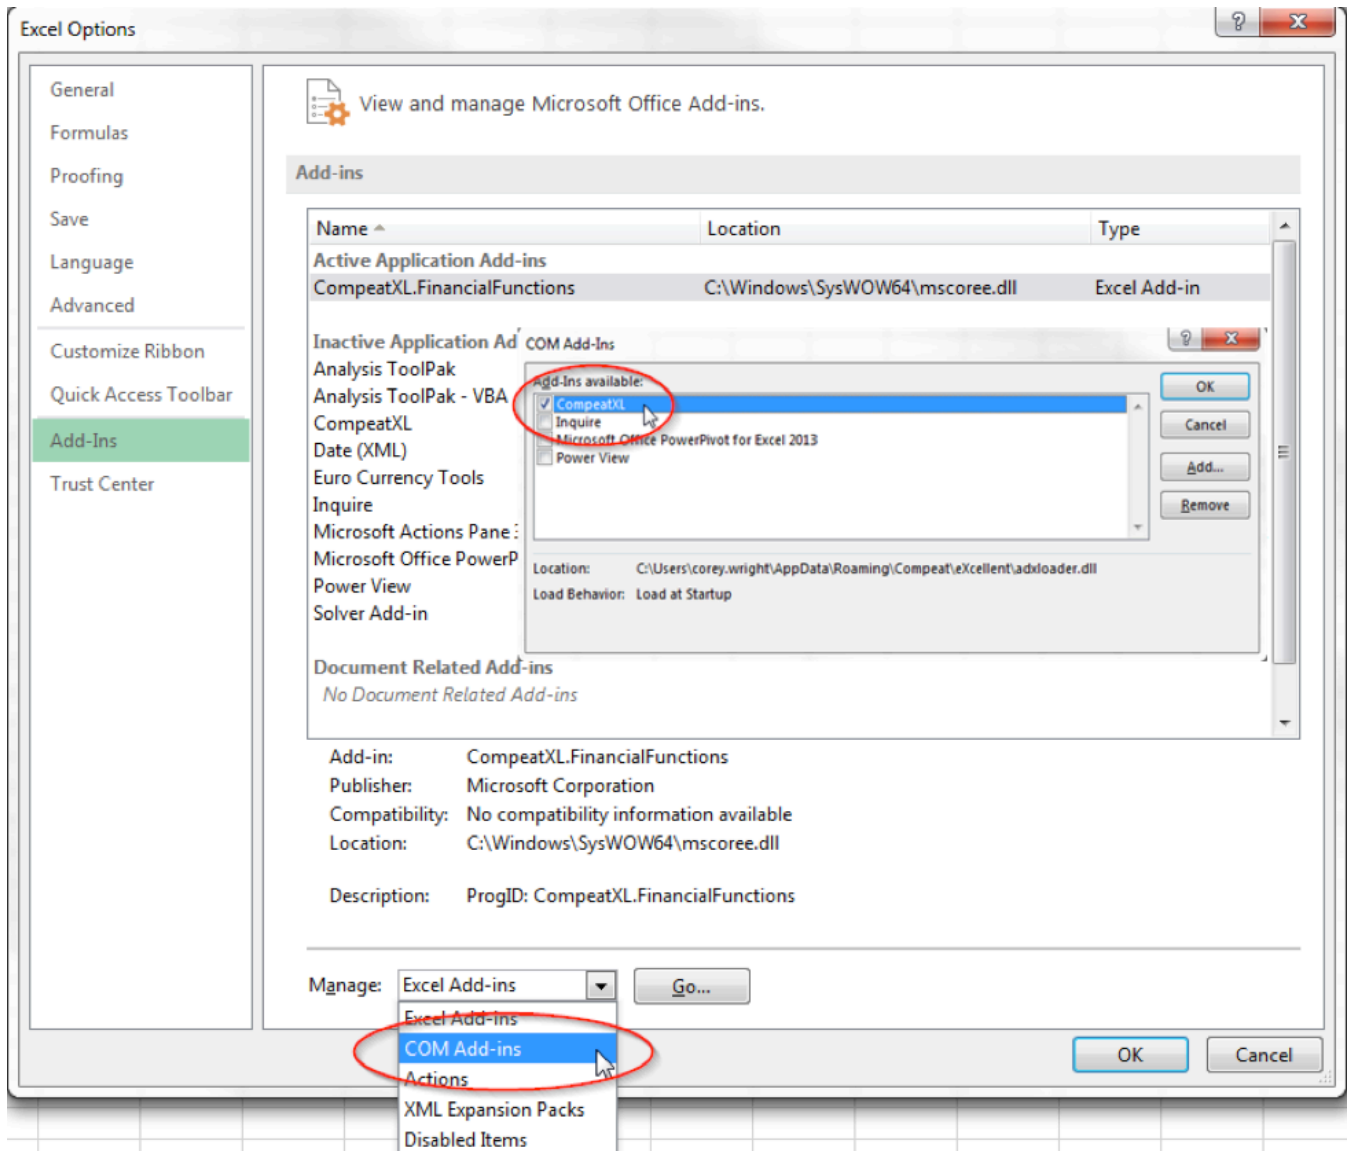 Excel Options
General
Formulas
Proofing
Save
Language
Advanced
Customize Ribbon
Quick Access Toolbar
Add-Ins
Trust Center
View and manage Microsoft Office Add-ins.
Add-ins
Name Location Type
Active Application Add-ins
CompeatXL.FinancialFunctions C:\Windows\SysWOW64\mscoree.dll Excel Add-in
Inactive Application Ad
Analysis ToolPak
Analysis ToolPak - VBA
CompeatXL
Date (XML)
Euro Currency Tools
Inquire
Microsoft Actions Pane
Microsoft Office PowerP
Power View
Solver Add-in
Document Related Add-ins
No Document Related Add-ins
COM Add-Ins
Add-Ins available:
CompeatXL
Inquire
Microsoft Office PowerPivot for Excel 2013
Power View
OK
Cancel
Add...
Remove
Location: C:\Users\corey.wright\AppData\Roaming\Compeat\eXcellent\adxloader.dll
Load Behavior: Load at Startup
Add-in: CompeatXL.FinancialFunctions
Publisher: Microsoft Corporation
Compatibility: No compatibility information available
Location: C:\Windows\SysWOW64\mscoree.dll
Description: ProgID: CompeatXL.FinancialFunctions
Manage: Excel Add-ins Go...
Excel Add-ins
COM Add-ins
Actions
XML Expansion Packs
Disabled Items
OK Cancel